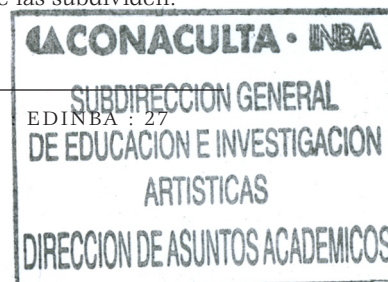 las subdividen.
CONACULTA · INBA
SUBDIRECCION GENERAL
EDINBA : 27
DE EDUCACION E INVESTIGACION
ARTISTICAS
DIRECCION DE ASUNTOS ACADEMICOS